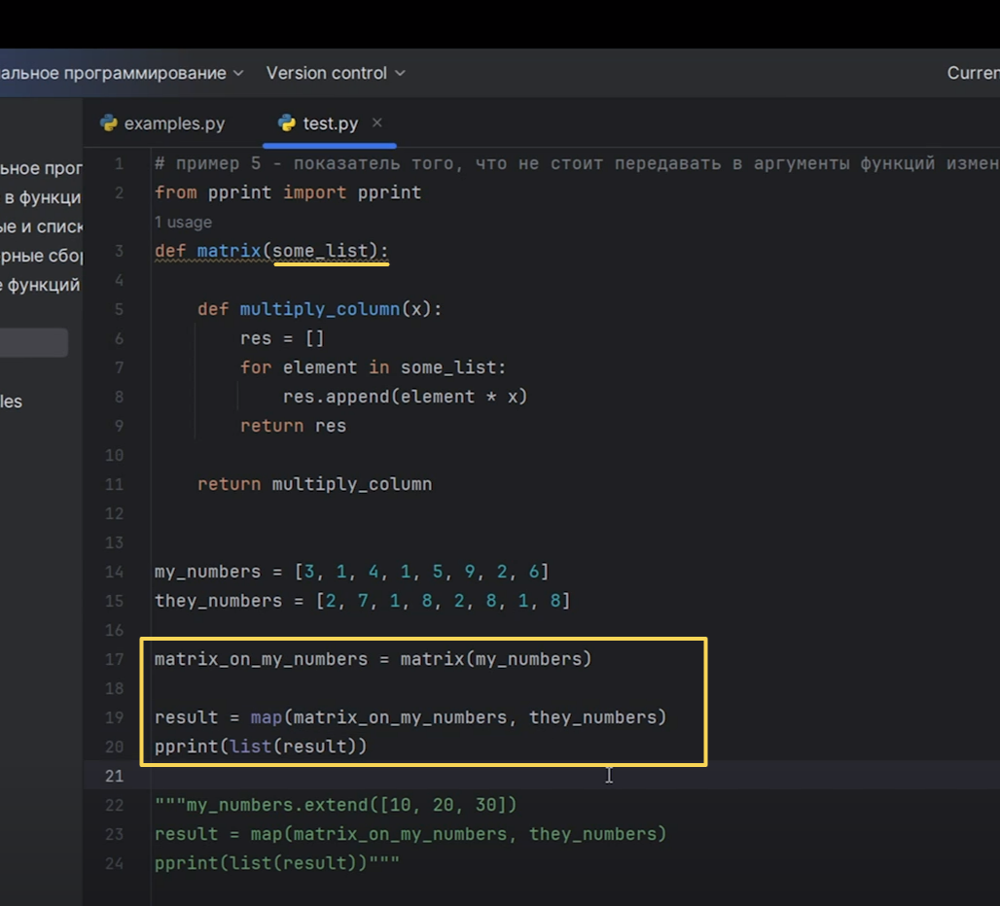 альное программирование Version control Curren
examples.py test.py
ьное прог
в функци
ые и списк
рные сбор
е функций
les
1 # пример 5 - показатель того, что не стоит передавать в аргументы функций измен
2 from pprint import pprint
1 usage
3 def matrix(some_list):
4
5 def multiply_column(x):
6 res = []
7 for element in some_list:
8 res.append(element * x)
9 return res
10
11 return multiply_column
12
13
14 my_numbers = [3, 1, 4, 1, 5, 9, 2, 6]
15 they_numbers = [2, 7, 1, 8, 2, 8, 1, 8]
16
17 matrix_on_my_numbers = matrix(my_numbers)
18
19 result = map(matrix_on_my_numbers, they_numbers)
20 pprint(list(result))
21
22 """my_numbers.extend([10, 20, 30])
23 result = map(matrix_on_my_numbers, they_numbers)
24 pprint(list(result))"""